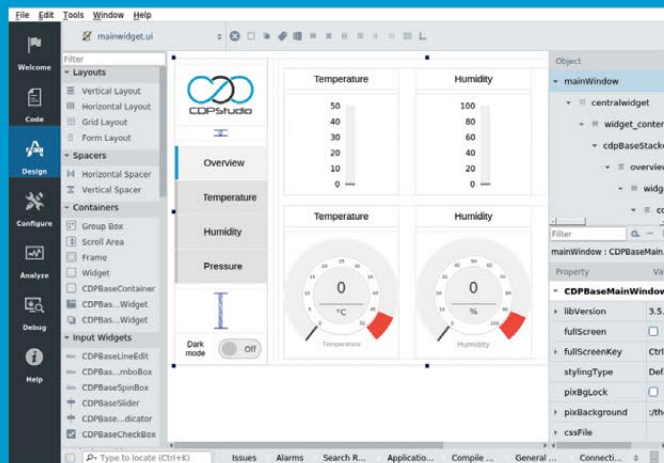 File Edit Tools Window Help
mainwidget.ui
Welcome
Code
Design
Configure
Analyze
Debug
Help
Filter
Layouts
Vertical Layout
Horizontal Layout
Grid Layout
Form Layout
Spacers
Horizontal Spacer
Vertical Spacer
Containers
Group Box
Scroll Area
Frame
Widget
CDPBaseContainer
CDPBas...Widget
CDPBas...Widget
Input Widgets
CDPBaseLineEdit
CDPBas...mboBox
CDPBaseSpinBox
CDPBaseSlider
CDPBase...dicator
CDPBaseCheckBox
CDPStudio
Overview
Temperature
Humidity
Pressure
Dark mode
Off
Temperature
50
40
30
20
10
0
Humidity
100
80
60
40
20
0
Temperature
0
°C
Temperature
Humidity
0
%
Humidity
Object
mainWindow
centralwidget
widget_conten
cdpBaseStacke
overview
widg
co
Filter
mainWindow : CDPBaseMain
Property Va
CDPBaseMainWindow
libVersion 3.5.
fullScreen
fullScreenKey Ctrl
stylingType Def
pixBgLock
pixBackground :/th
cssFile
Type to locate (Ctrl+K) Issues Alarms Search R... Applicatio... Compile ... General ... Connecti...